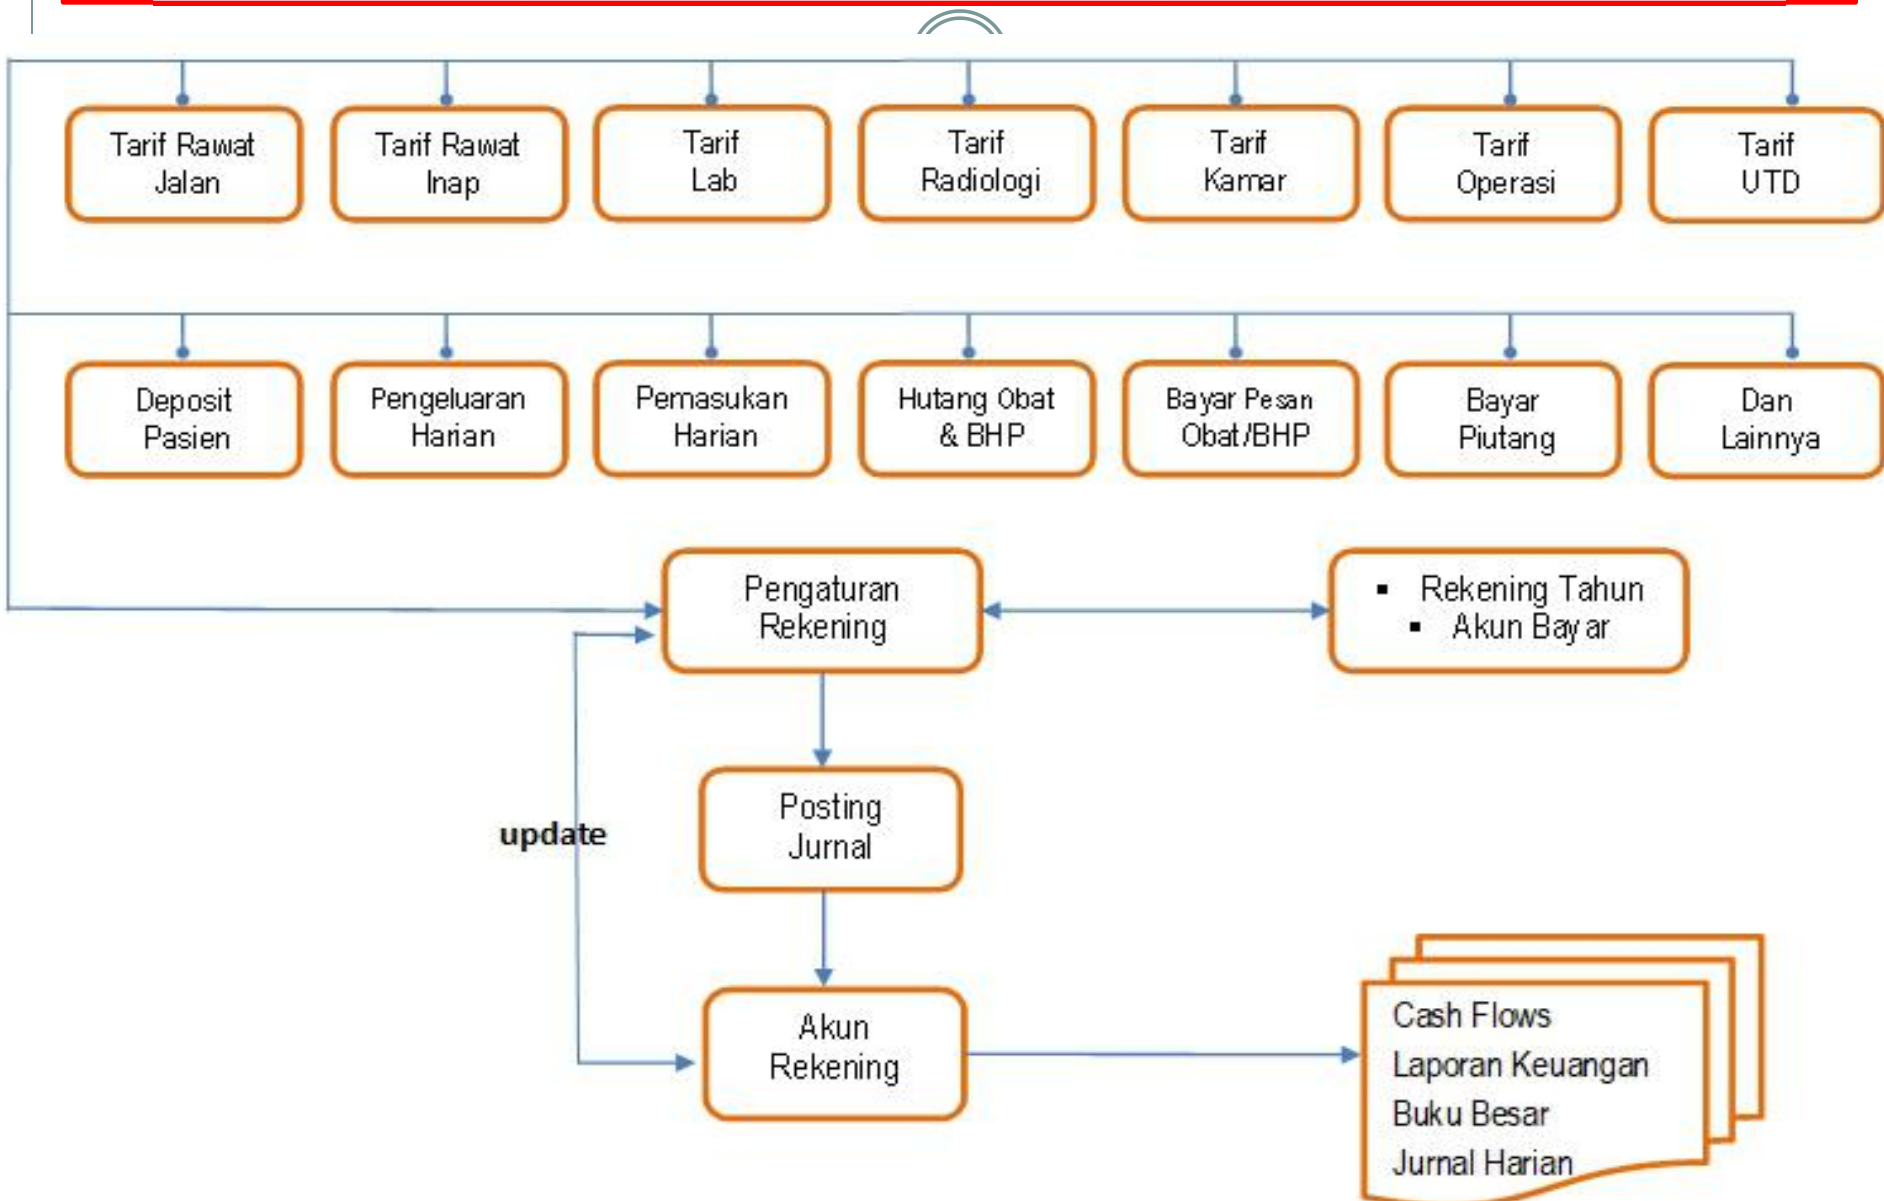 Tarif Rawat
Jalan
Tarif Rawat
Inap
Tarif
Lab
Tarif
Radiologi
Tarif
Kamar
Tarif
Operasi
Tarif
UTD
Deposit
Pasien
Pengeluaran
Harian
Pemasukan
Harian
Hutang Obat
& BHP
Bayar Pesan
Obat/BHP
Bayar
Piutang
Dan
Lainnya
Pengaturan
Rekening
▪ Rekening Tahun
▪ Akun Bayar
Posting
Jurnal
update
Akun
Rekening
Cash Flows
Laporan Keuangan
Buku Besar
Jurnal Harian